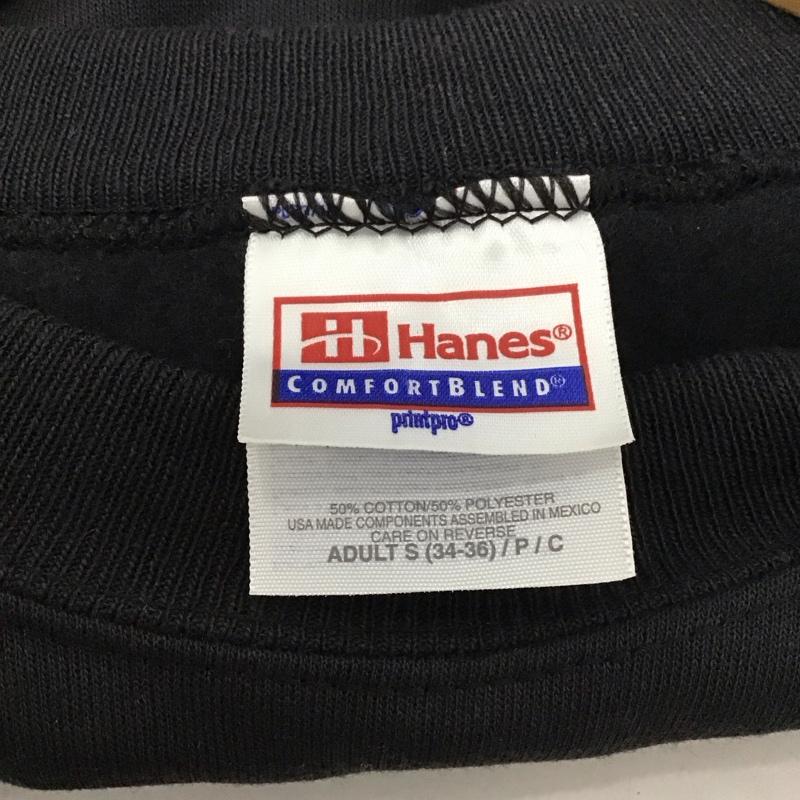 Hanes®
COMFORTBLEND®
printpro®
50% COTTON/50% POLYESTER
USA MADE COMPONENTS ASSEMBLED IN MEXICO
CARE ON REVERSE
ADULT S (34-36) / P / C